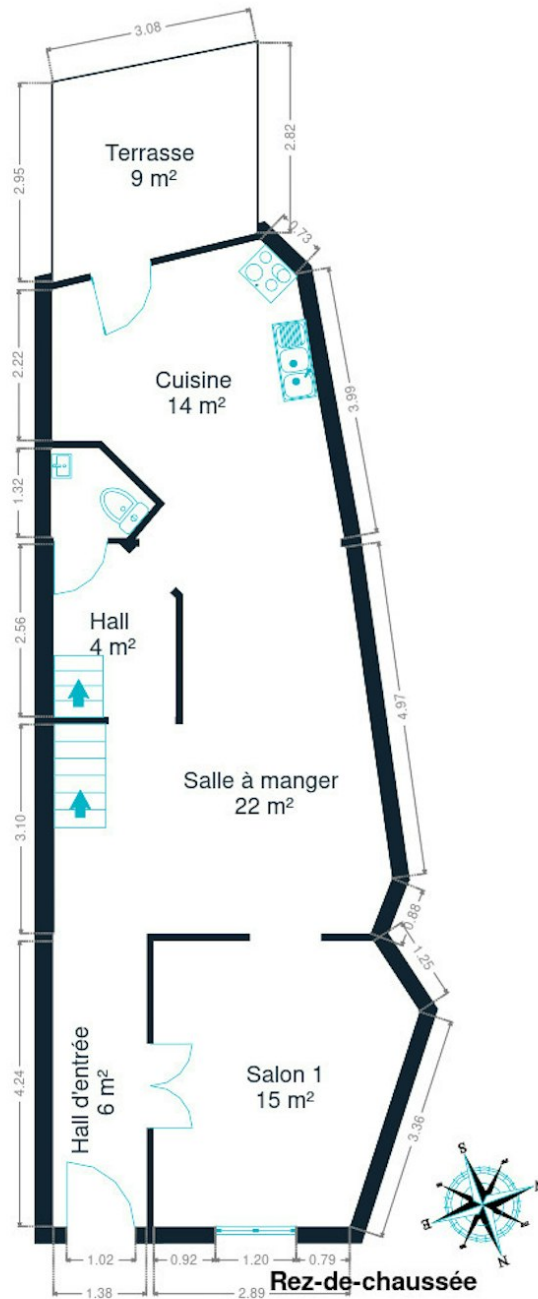 3.08
2.95
2.82
Terrasse
9 m²
0.73
2.22
Cuisine
14 m²
3.99
1.32
2.56
Hall
4 m²
4.97
3.10
Salle à manger
22 m²
0.88
1.25
4.24
Hall d'entrée
6 m²
Salon 1
15 m²
3.36
S
E
N
1.02
0.92
1.20
0.79
1.38
2.89
Rez-de-chaussée